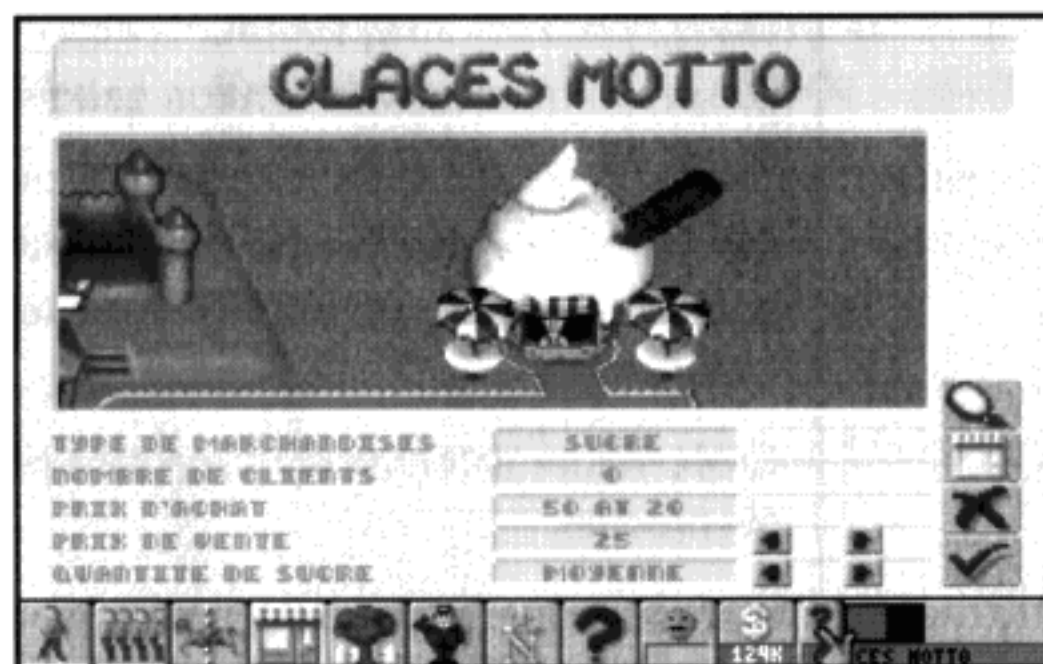 GLACES MOTTO
TYPE DE MARCHANDISES SUCRE
NOMBRE DE CLIENTS 0
PRIX D'ACHAT 50 AT 20
PRIX DE VENTE 25
QUANTITE DE SUCRE MOYENNE
124K
CES MOTTO